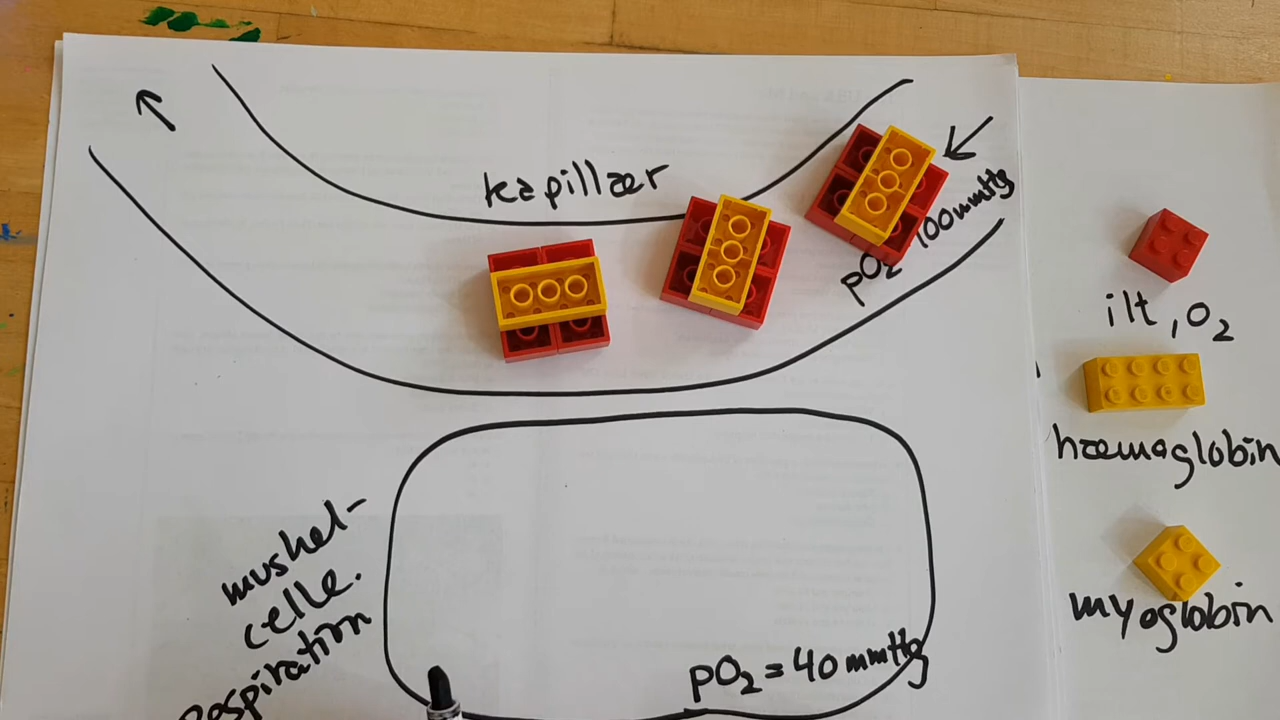 kapillær
pO2 100mmHg
ilt, O2
hæmoglobin
myoglobin
muskel-
celle.
Respiration
pO2 = 40 mmHg